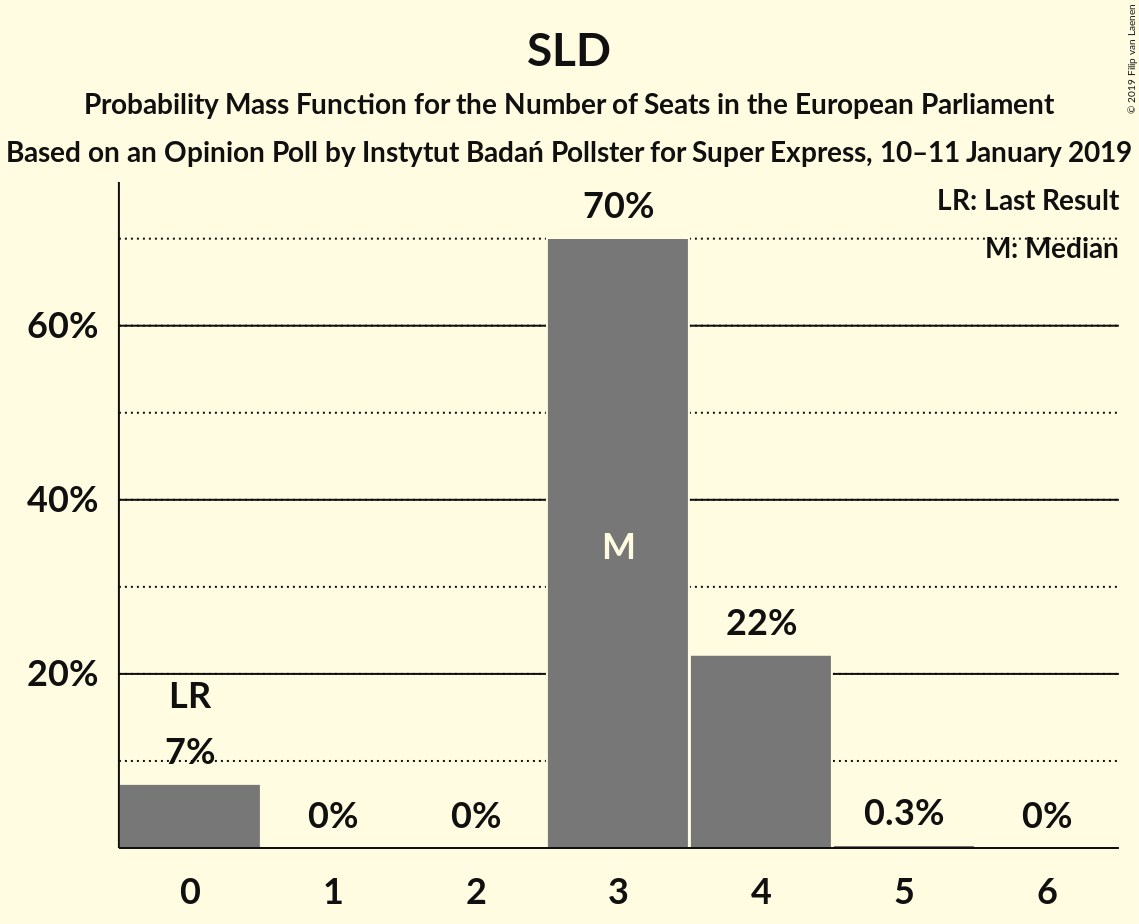 SLD
Probability Mass Function for the Number of Seats in the European Parliament
Based on an Opinion Poll by Instytut Badań Pollster for Super Express, 10–11 January 2019
© 2019 Filip van Laenen
LR: Last Result
M: Median
70%
60%
40%
M
22%
20%
LR
7%
0%
0%
0.3%
0%
0
1
2
3
4
5
6